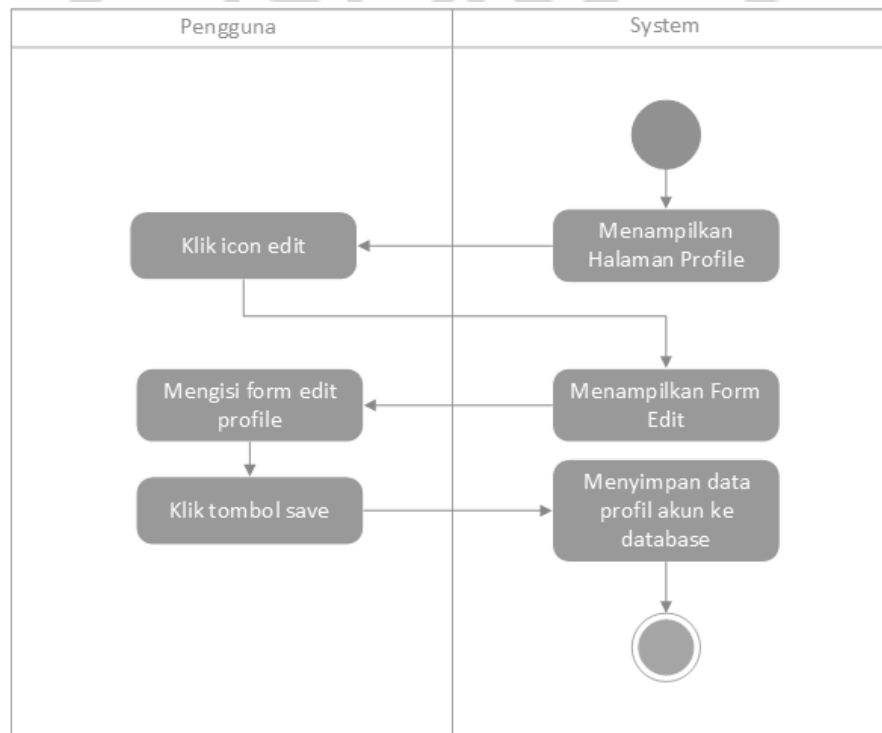 Pengguna
System
Menampilkan
Halaman Profile
Klik icon edit
Menampilkan Form
Edit
Mengisi form edit
profile
Klik tombol save
Menyimpan data
profil akun ke
database